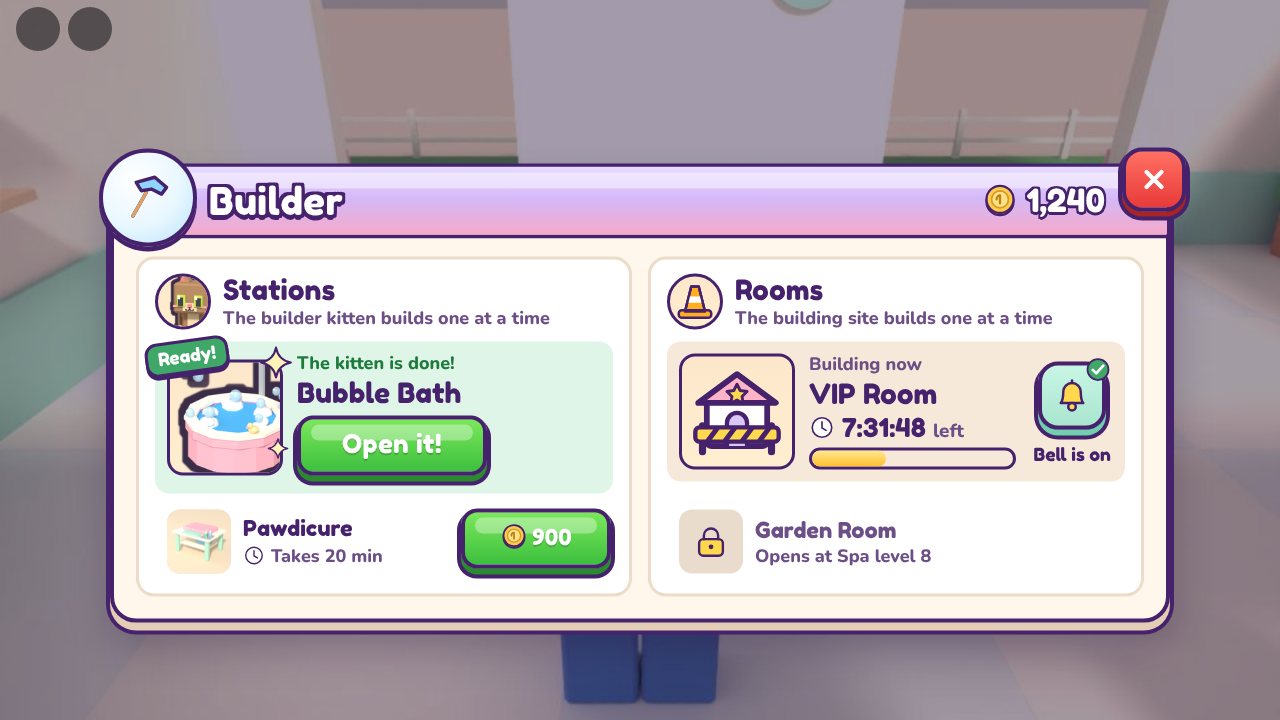 Builder
1,240
Stations
The builder kitten builds one at a time
Ready!
The kitten is done!
Bubble Bath
Open it!
Pawdicure
Takes 20 min
900
Rooms
The building site builds one at a time
Building now
VIP Room
7:31:48 left
Bell is on
Garden Room
Opens at Spa level 8